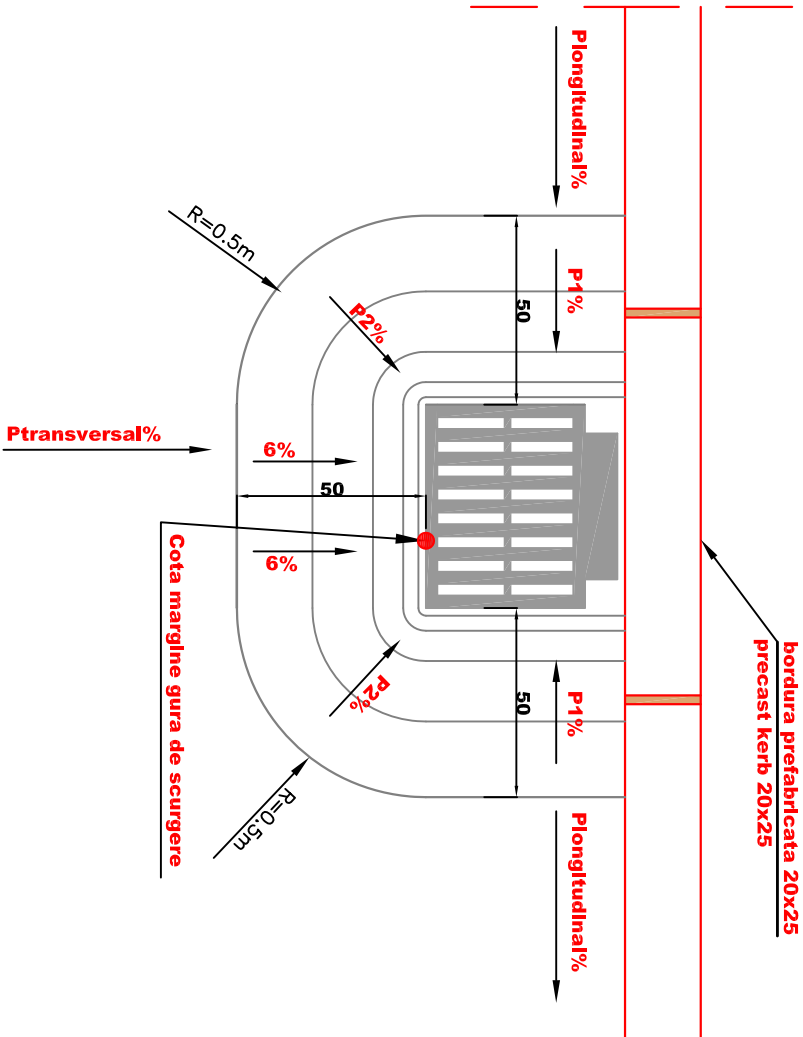 Plongitudinal%
R=0.5m
P1%
50
P2%
Ptransversal%
6%
50
6%
Cota margine gura de scurgere
bordura prefabricata 20x25
precast kerb 20x25
P2%
50
P1%
R=0.5m
Plongitudinal%